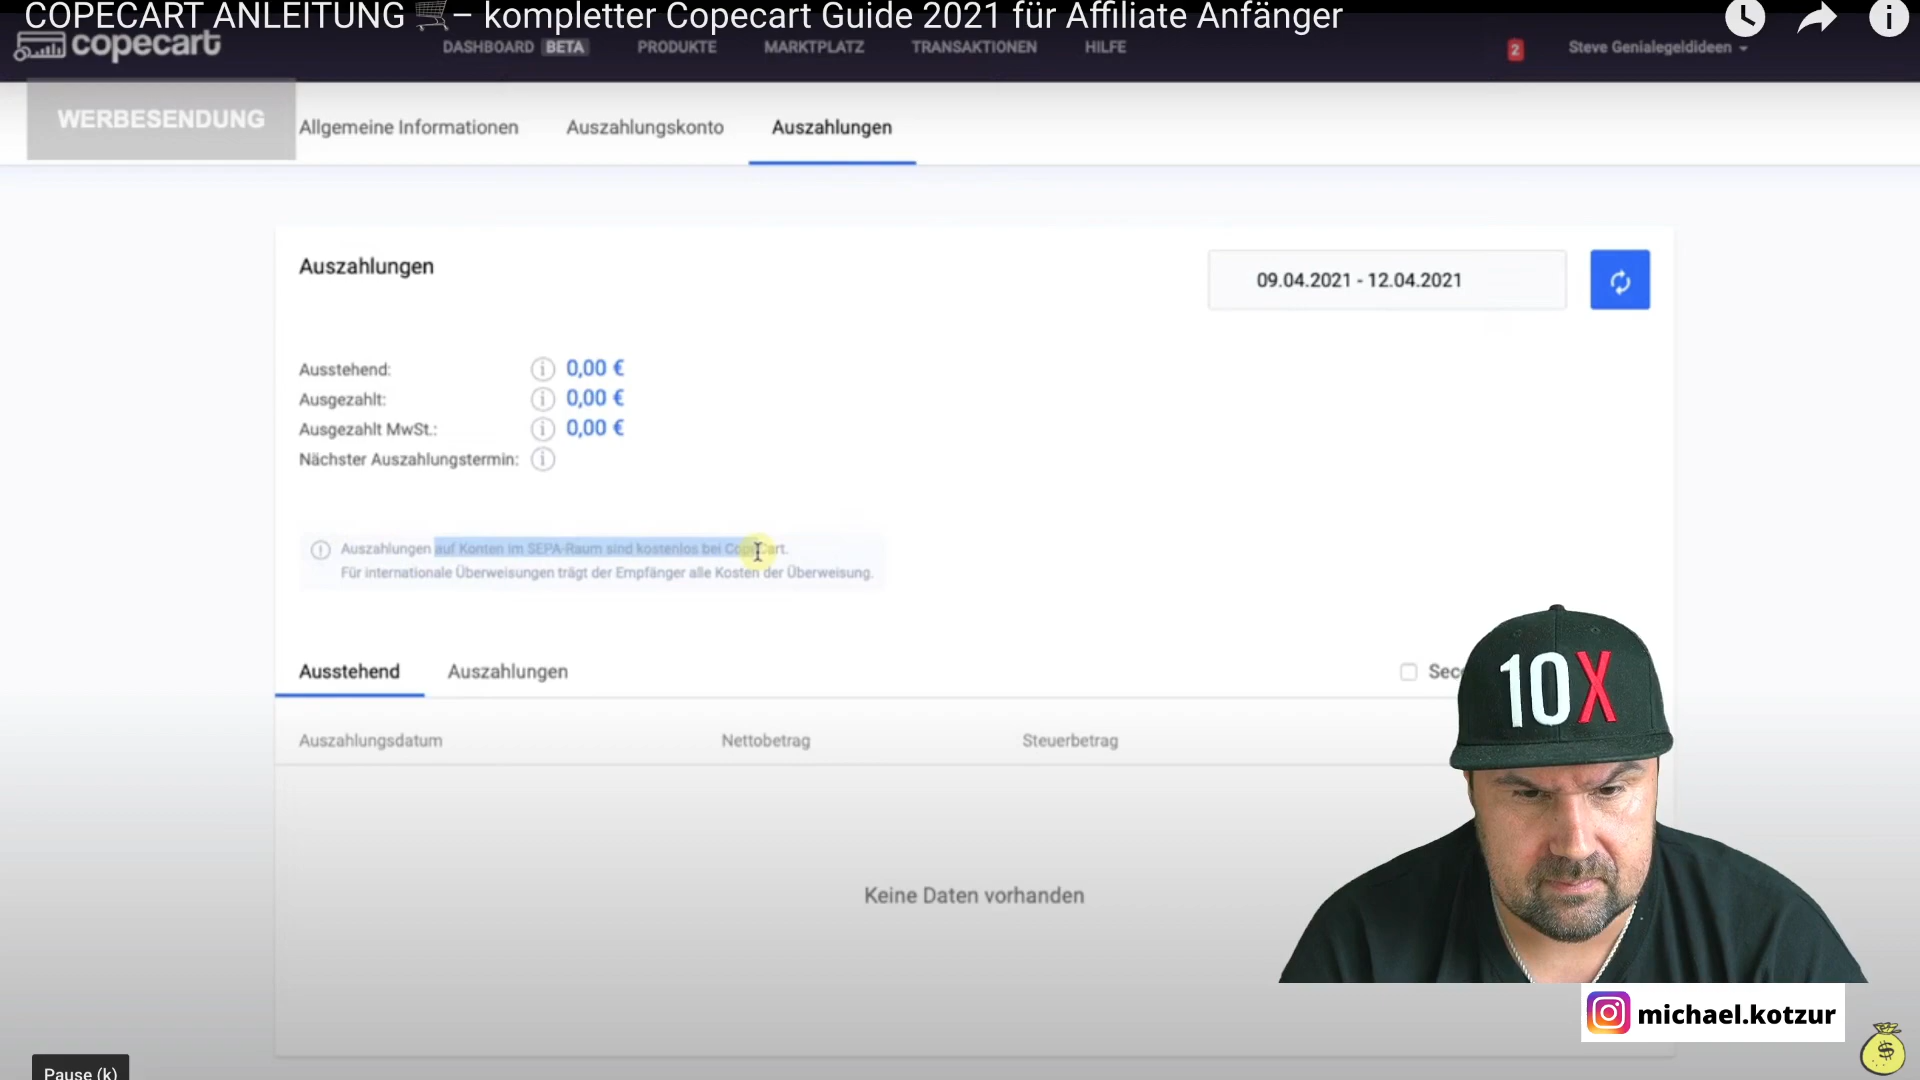 COPECART ANLEITUNG 🛒– kompletter Copecart Guide 2021 für Affiliate Anfänger
copecart
DASHBOARD BETA PRODUKTE MARKTPLATZ TRANSAKTIONEN HILFE
2
Steve Genialegeldideen
WERBESENDUNG
Allgemeine Informationen Auszahlungskonto Auszahlungen
Auszahlungen
09.04.2021 - 12.04.2021
Ausstehend: 0,00 €
Ausgezahlt: 0,00 €
Ausgezahlt MwSt.: 0,00 €
Nächster Auszahlungstermin:
Auszahlungen auf Konten im SEPA-Raum sind kostenlos bei CopeCart.
Für internationale Überweisungen trägt der Empfänger alle Kosten der Überweisung.
Ausstehend Auszahlungen
Auszahlungsdatum Nettobetrag Steuerbetrag
Keine Daten vorhanden
10X
michael.kotzur
$
Pause (k)